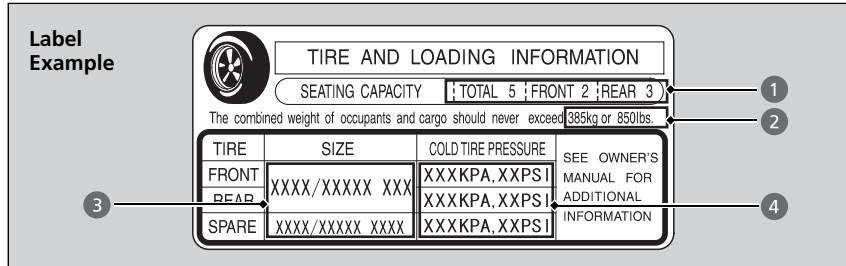 Label
Example
TIRE AND LOADING INFORMATION
SEATING CAPACITY TOTAL 5 FRONT 2 REAR 3
1
The combined weight of occupants and cargo should never exceed 385kg or 850lbs.
2
TIRE SIZE COLD TIRE PRESSURE
SEE OWNER'S
MANUAL FOR
ADDITIONAL
INFORMATION
FRONT XXXX/XXXXX XXX XXXKPA,XXPSI
REAR XXXKPA,XXPSI
SPARE XXXX/XXXXX XXXX XXXKPA,XXPSI
3
4